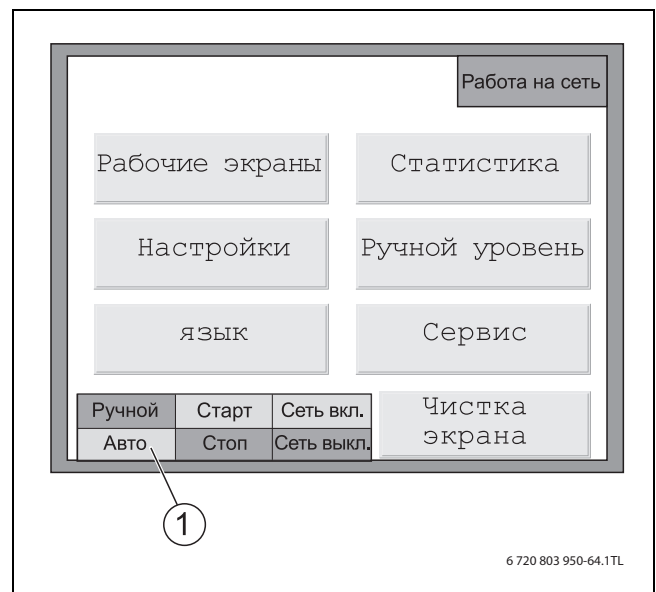 Работа на сеть
Рабочие экраны
Статистика
Настройки
Ручной уровень
язык
Сервис
Ручной
Старт
Сеть вкл.
Чистка
экрана
Авто
Стоп
Сеть выкл.
1
6 720 803 950-64.1TL